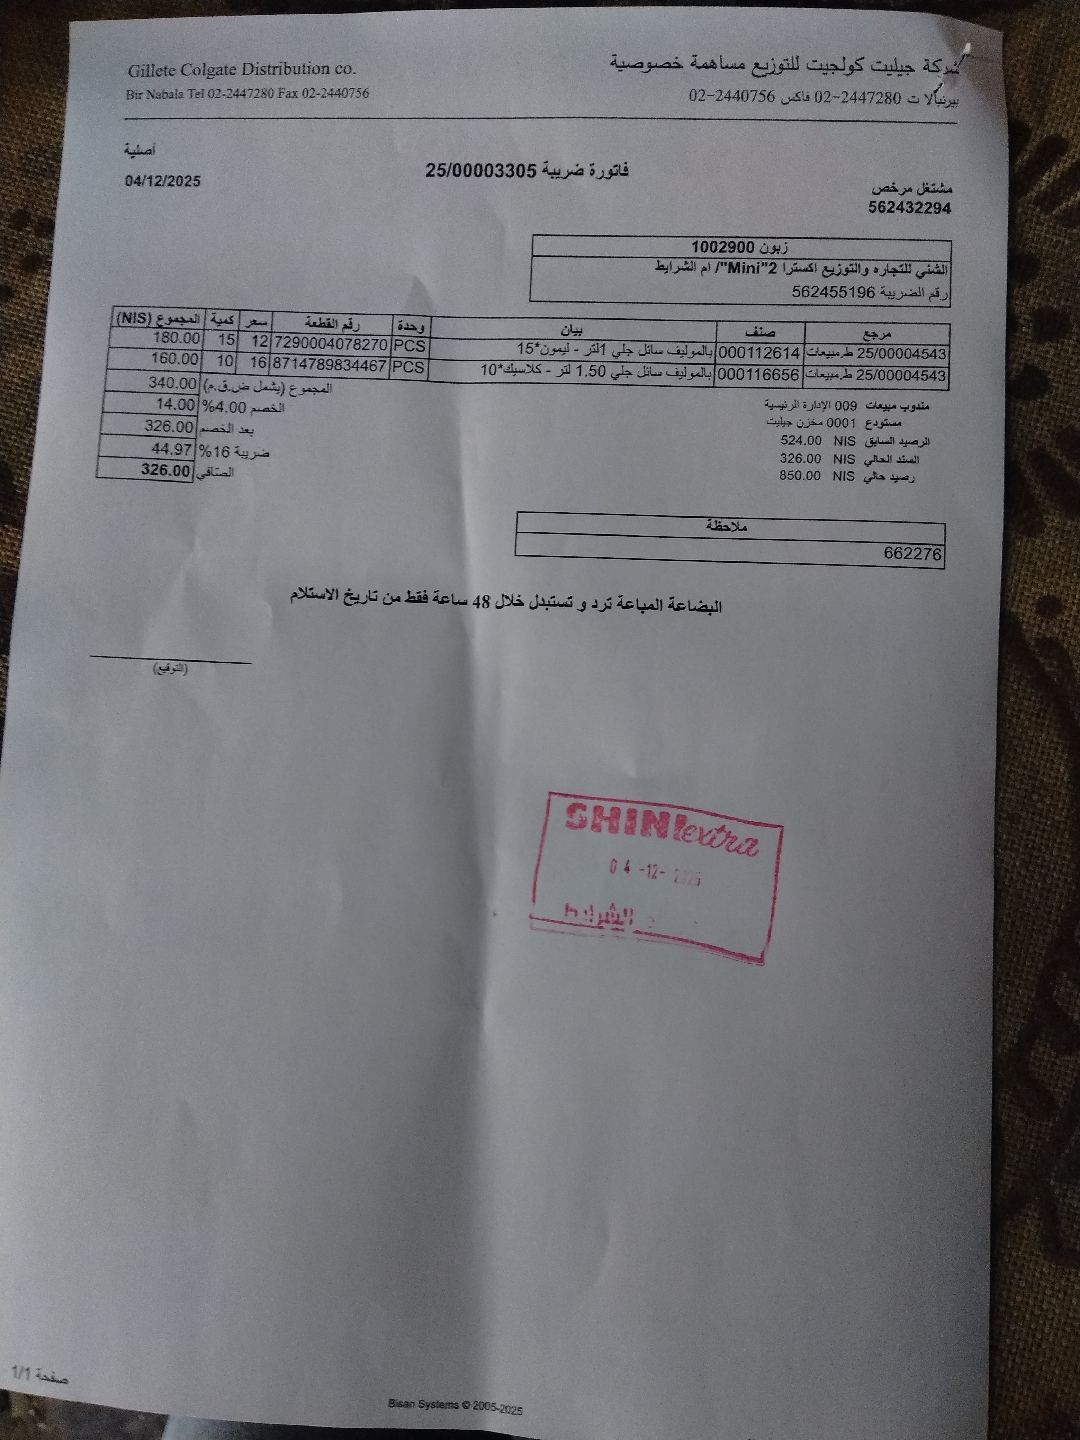 Gillete Colgate Distribution co.
شركة جيليت كولجيت للتوزيع مساهمة خصوصية
Bir Nabala Tel 02-2447280 Fax 02-2440756
بيرنبالا ت 02-2447280 فاكس 02-2440756
أصلية
04/12/2025
فاتورة ضريبة 25/00003305
مشتغل مرخص
562432294
زبون 1002900
الشني للتجاره والتوزيع اكسترا 2"Mini"/ ام الشرايط
رقم الضريبة 562455196
مرجع صنف بيان وحدة رقم القطعة سعر كمية المجموع (NIS)
25/00004543 ط.مبيعات 000112614 بالموليف سائل جلي 1لتر - ليمون*15 PCS 7290004078270 12 15 180.00
25/00004543 ط.مبيعات 000116656 بالموليف سائل جلي 1.50 لتر - كلاسيك*10 PCS 8714789834467 16 10 160.00
المجموع (يشمل ض.ق.م) 340.00
الخصم 4.00% 14.00
بعد الخصم 326.00
ضريبة 16% 44.97
الصافي 326.00
مندوب مبيعات 009 الإدارة الرئيسية
مستودع 0001 مخزن جيليت
الرصيد السابق NIS 524.00
السند الحالي NIS 326.00
رصيد حالي NIS 850.00
ملاحظة
662276
البضاعة المباعة ترد و تستبدل خلال 48 ساعة فقط من تاريخ الاستلام
(التوقيع)
SHINI extra
04 -12- 2025
الشرايط
صفحة 1/1
Bisan Systems © 2005-2025